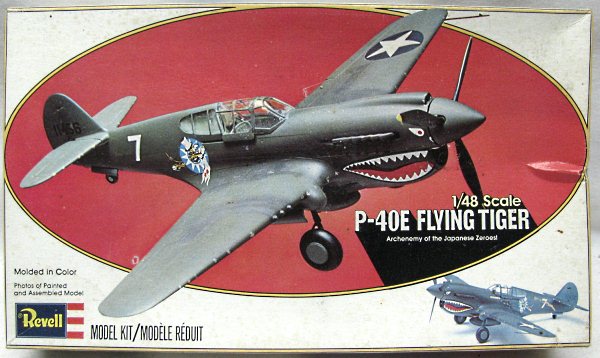 7
1/48 Scale
P-40E FLYING TIGER
Archenemy of the Japanese Zeroes!
Molded in Color
Photos of Painted
and Assembled Model
Revell
MODEL KIT/MODÈLE RÉDUIT
7